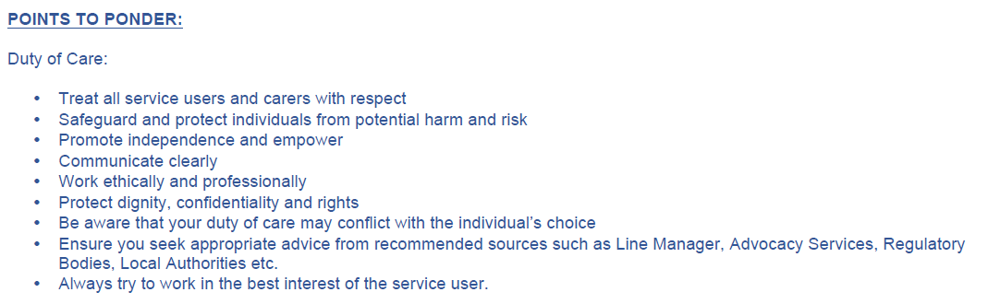 POINTS TO PONDER:
Duty of Care:
• Treat all service users and carers with respect
• Safeguard and protect individuals from potential harm and risk
• Promote independence and empower
• Communicate clearly
• Work ethically and professionally
• Protect dignity, confidentiality and rights
• Be aware that your duty of care may conflict with the individual's choice
• Ensure you seek appropriate advice from recommended sources such as Line Manager, Advocacy Services, Regulatory
Bodies, Local Authorities etc.
• Always try to work in the best interest of the service user.